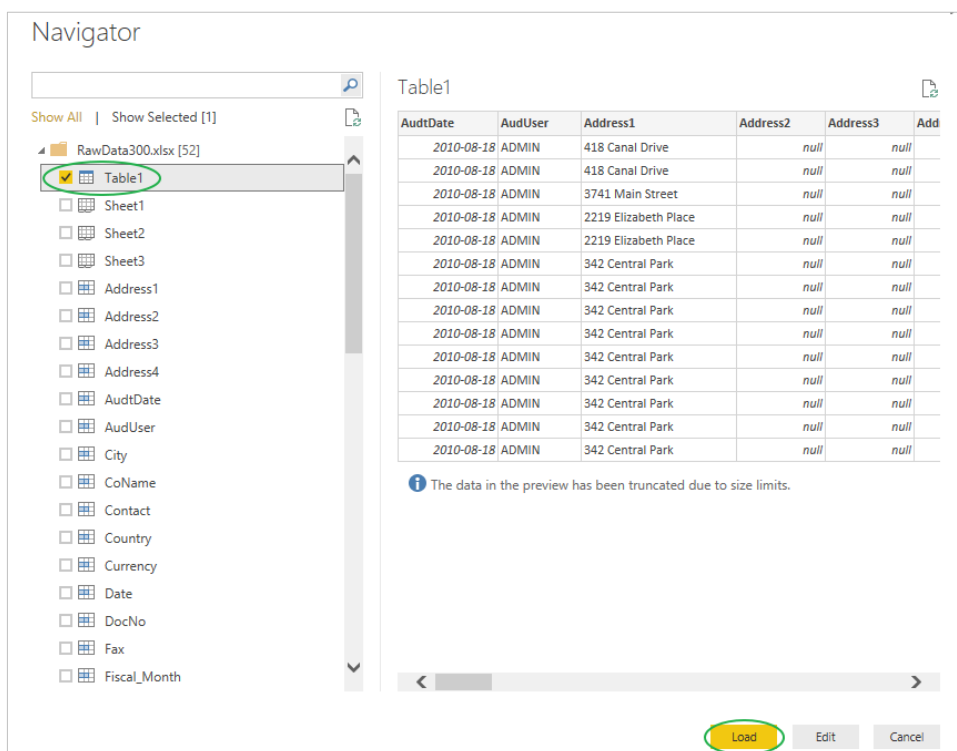 Navigator
Show All | Show Selected [1]
RawData300.xlsx [52]
Table1
Sheet1
Sheet2
Sheet3
Address1
Address2
Address3
Address4
AudtDate
AudUser
City
CoName
Contact
Country
Currency
Date
DocNo
Fax
Fiscal_Month
Table1
AudtDate AudUser Address1 Address2 Address3 Add
2010-08-18 ADMIN 418 Canal Drive null null
2010-08-18 ADMIN 418 Canal Drive null null
2010-08-18 ADMIN 3741 Main Street null null
2010-08-18 ADMIN 2219 Elizabeth Place null null
2010-08-18 ADMIN 2219 Elizabeth Place null null
2010-08-18 ADMIN 342 Central Park null null
2010-08-18 ADMIN 342 Central Park null null
2010-08-18 ADMIN 342 Central Park null null
2010-08-18 ADMIN 342 Central Park null null
2010-08-18 ADMIN 342 Central Park null null
2010-08-18 ADMIN 342 Central Park null null
2010-08-18 ADMIN 342 Central Park null null
2010-08-18 ADMIN 342 Central Park null null
2010-08-18 ADMIN 342 Central Park null null
The data in the preview has been truncated due to size limits.
Load Edit Cancel